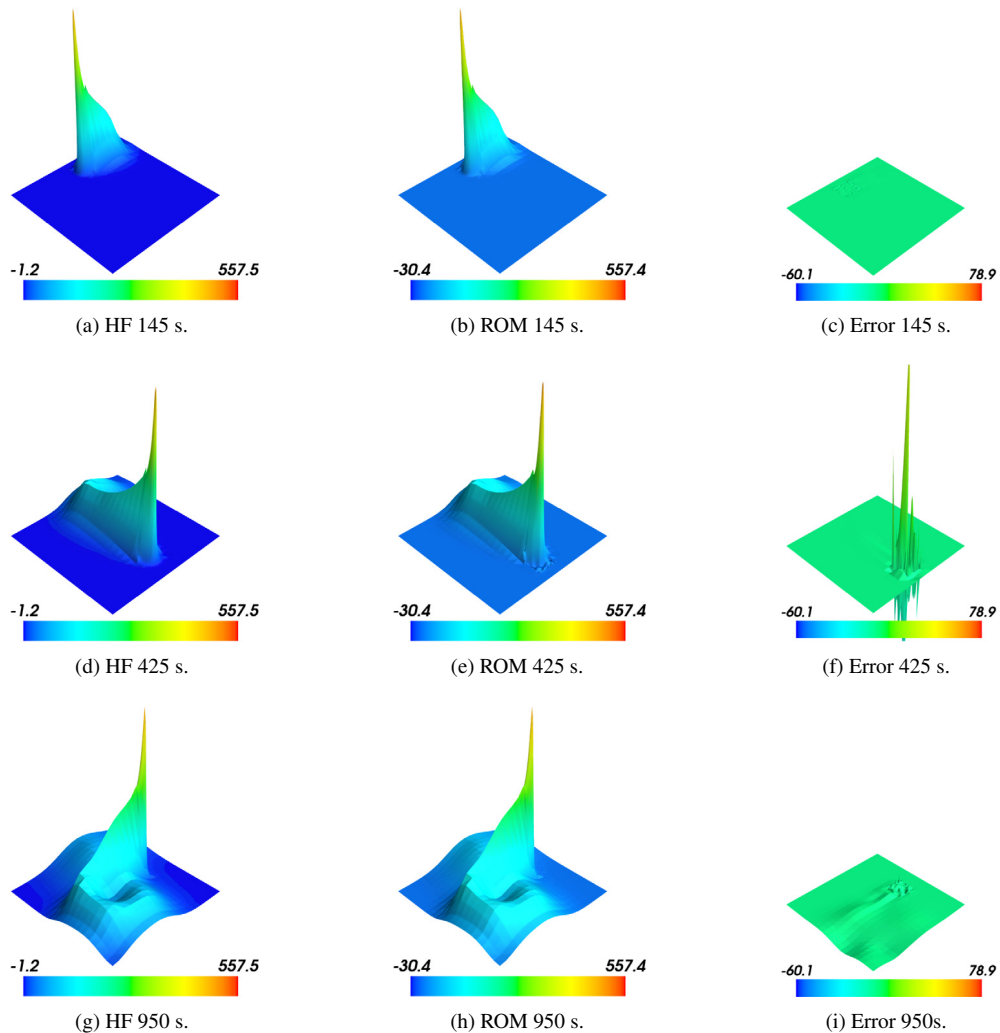 -1.2 557.5
-30.4 557.4
-60.1 78.9
(a) HF 145 s.
(b) ROM 145 s.
(c) Error 145 s.
-1.2 557.5
-30.4 557.4
-60.1 78.9
(d) HF 425 s.
(e) ROM 425 s.
(f) Error 425 s.
-1.2 557.5
-30.4 557.4
-60.1 78.9
(g) HF 950 s.
(h) ROM 950 s.
(i) Error 950s.